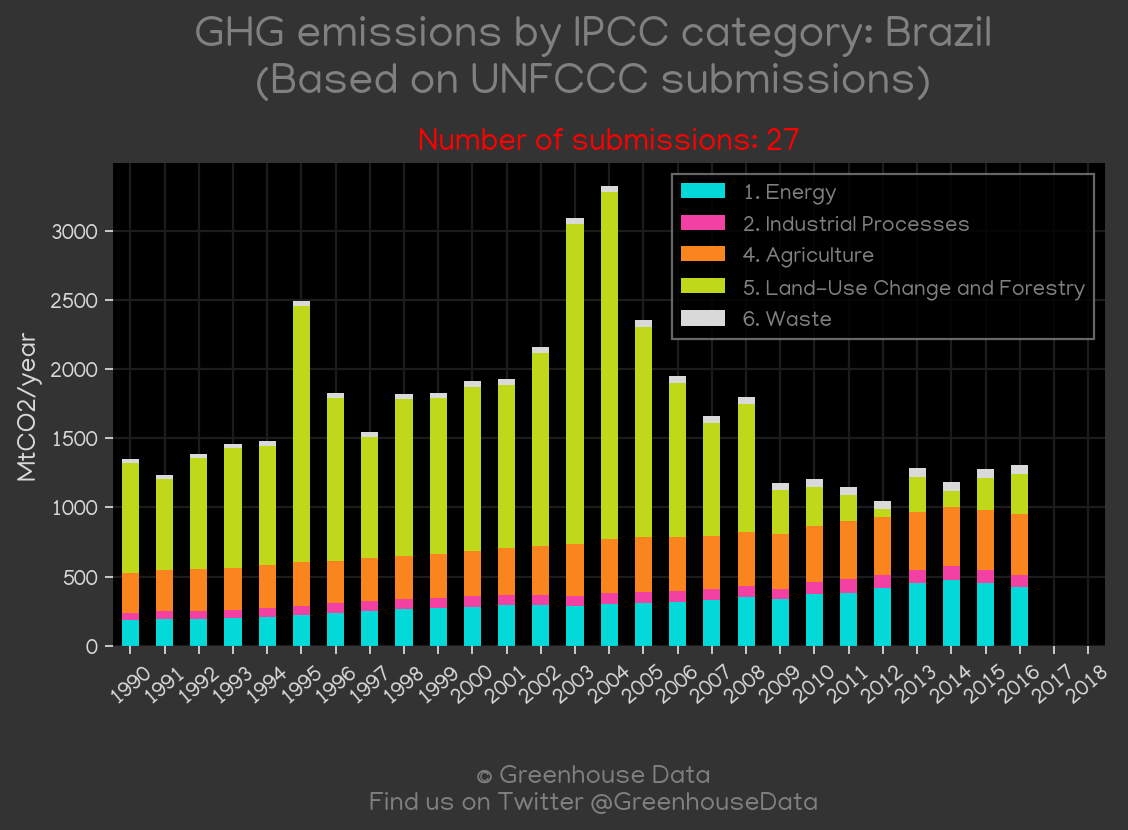 GHG emissions by IPCC category: Brazil
(Based on UNFCCC submissions)
Number of submissions: 27
1. Energy
2. Industrial Processes
4. Agriculture
5. Land-Use Change and Forestry
6. Waste
MtCO2/year
3000
2500
2000
1500
1000
500
0
1990 1991 1992 1993 1994 1995 1996 1997 1998 1999 2000 2001 2002 2003 2004 2005 2006 2007 2008 2009 2010 2011 2012 2013 2014 2015 2016 2017 2018
© Greenhouse Data
Find us on Twitter @GreenhouseData